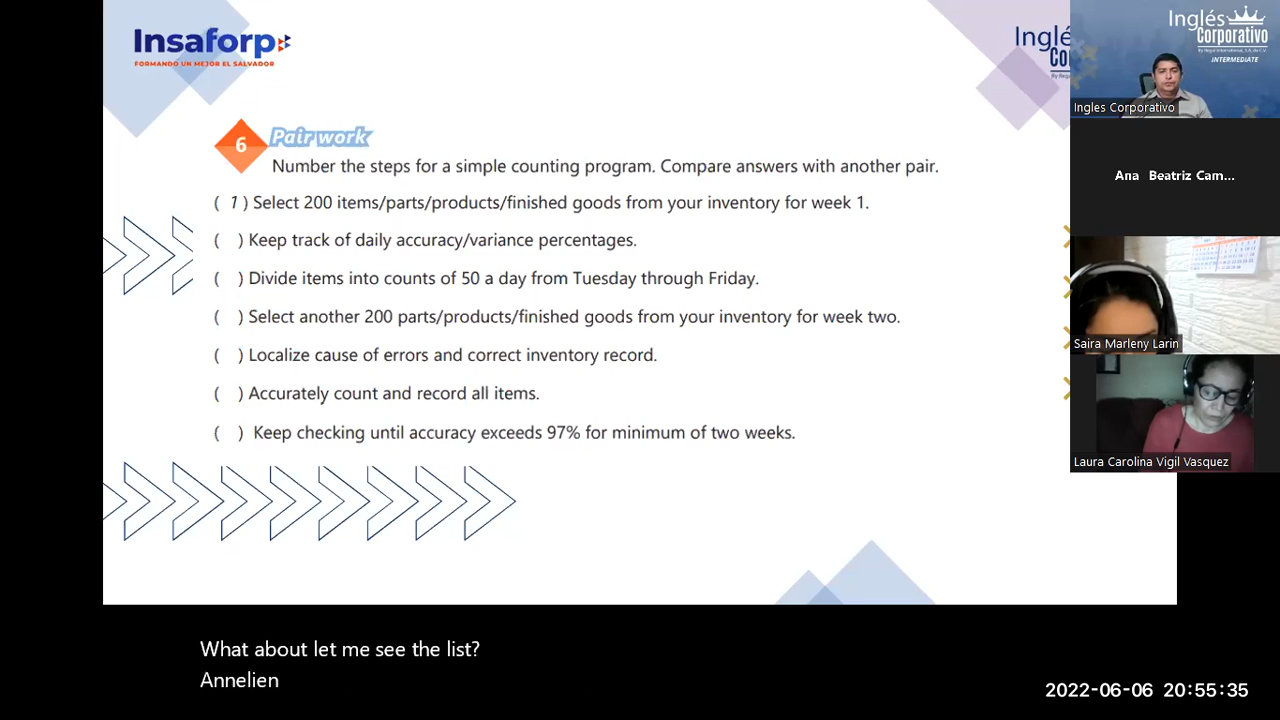 Insaforp
FORMANDO UN MEJOR EL SALVADOR
Inglé
Co
Inglés
Corporativo
By Regal International, S.A. de C.V.
INTERMEDIATE
Ingles Corporativo
Ana Beatriz Cam...
Saira Marleny Larin
Laura Carolina Vigil Vasquez
6 Pair work
Number the steps for a simple counting program. Compare answers with another pair.
( 1 ) Select 200 items/parts/products/finished goods from your inventory for week 1.
( ) Keep track of daily accuracy/variance percentages.
( ) Divide items into counts of 50 a day from Tuesday through Friday.
( ) Select another 200 parts/products/finished goods from your inventory for week two.
( ) Localize cause of errors and correct inventory record.
( ) Accurately count and record all items.
( ) Keep checking until accuracy exceeds 97% for minimum of two weeks.
What about let me see the list?
Annelien
2022-06-06 20:55:35